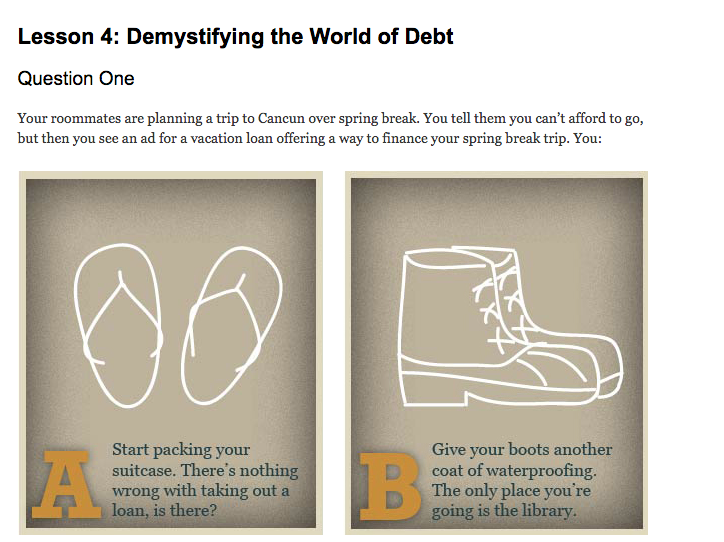 Lesson 4: Demystifying the World of Debt
Question One
Your roommates are planning a trip to Cancun over spring break. You tell them you can’t afford to go,
but then you see an ad for a vacation loan offering a way to finance your spring break trip. You:
A
Start packing your
suitcase. There’s nothing
wrong with taking out a
loan, is there?
B
Give your boots another
coat of waterproofing.
The only place you’re
going is the library.